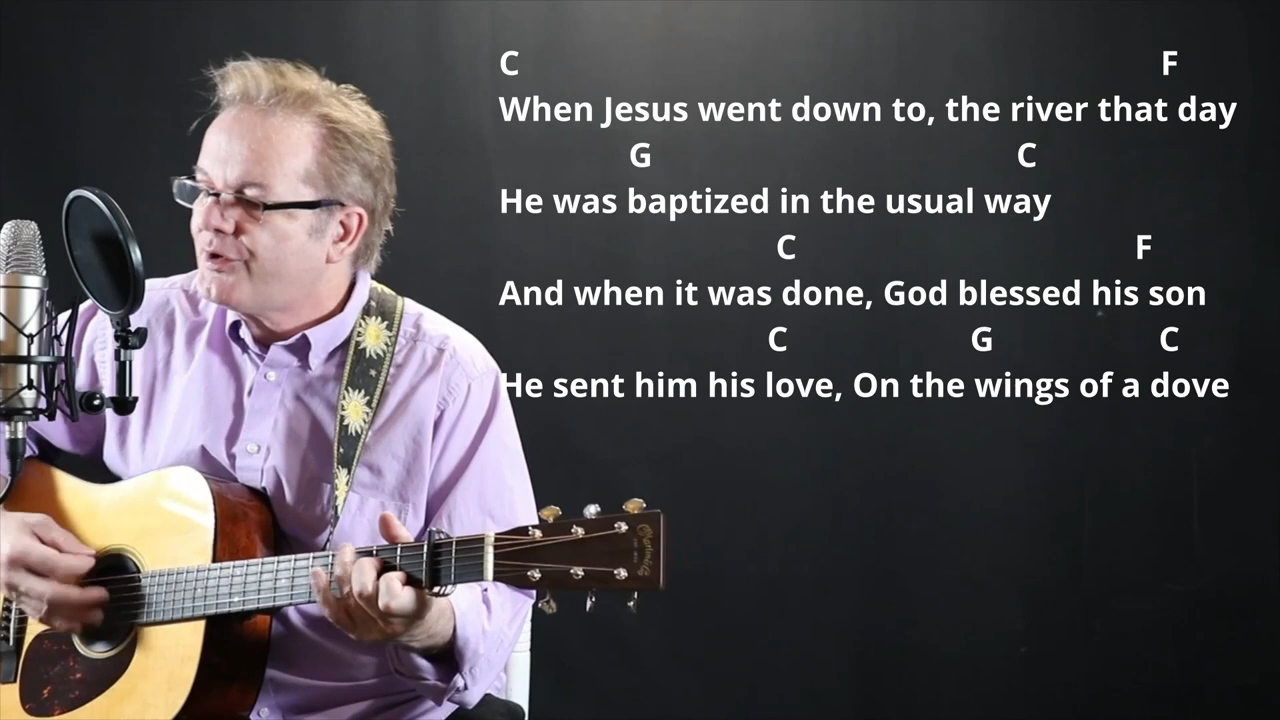 C F
When Jesus went down to, the river that day
G C
He was baptized in the usual way
C F
And when it was done, God blessed his son
C G C
He sent him his love, On the wings of a dove